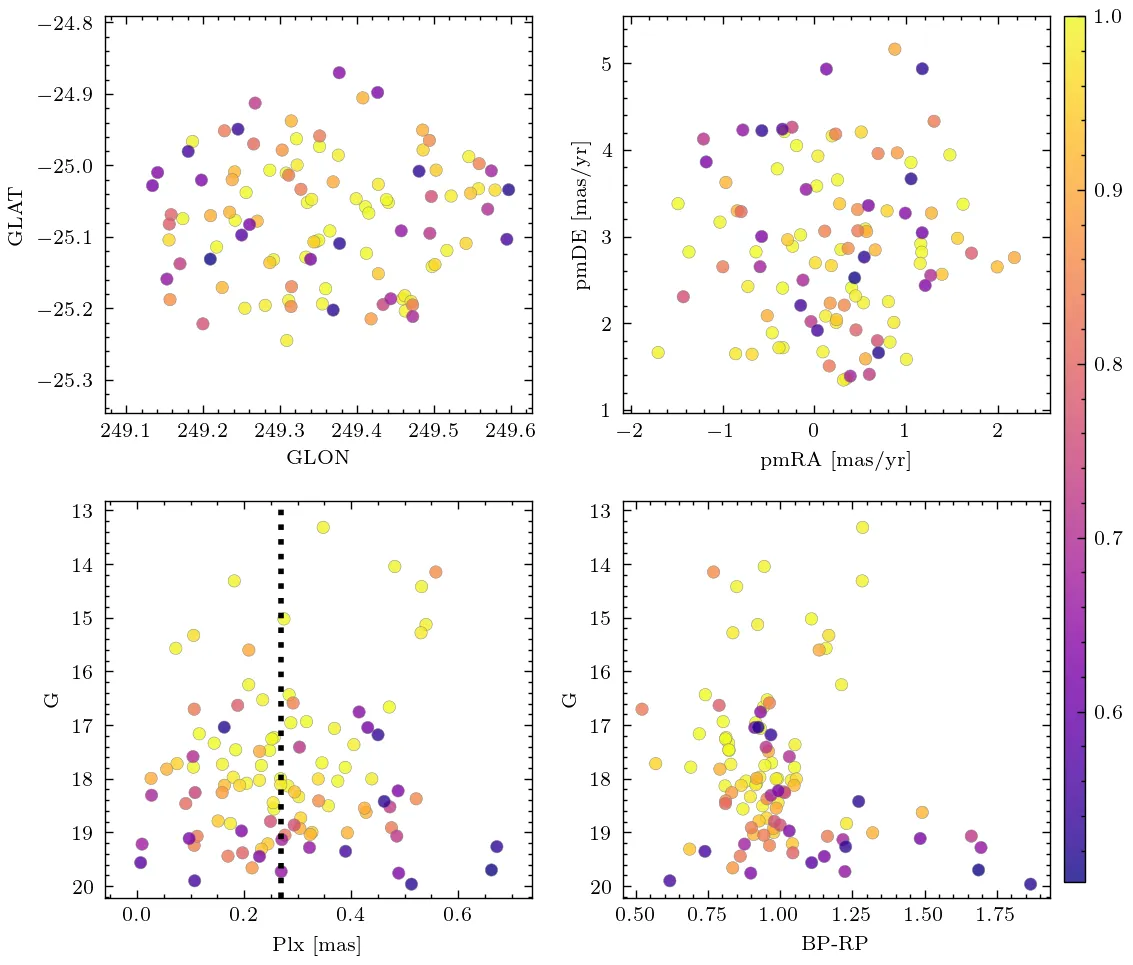 −24.8
−24.9
−25.0
−25.1
−25.2
−25.3
GLAT
249.1 249.2 249.3 249.4 249.5 249.6
GLON
5
4
3
2
1
pmDE [mas/yr]
−2 −1 0 1 2
pmRA [mas/yr]
1.0
0.9
0.8
0.7
0.6
13
14
15
16
17
18
19
20
G
0.0 0.2 0.4 0.6
Plx [mas]
13
14
15
16
17
18
19
20
G
0.50 0.75 1.00 1.25 1.50 1.75
BP-RP